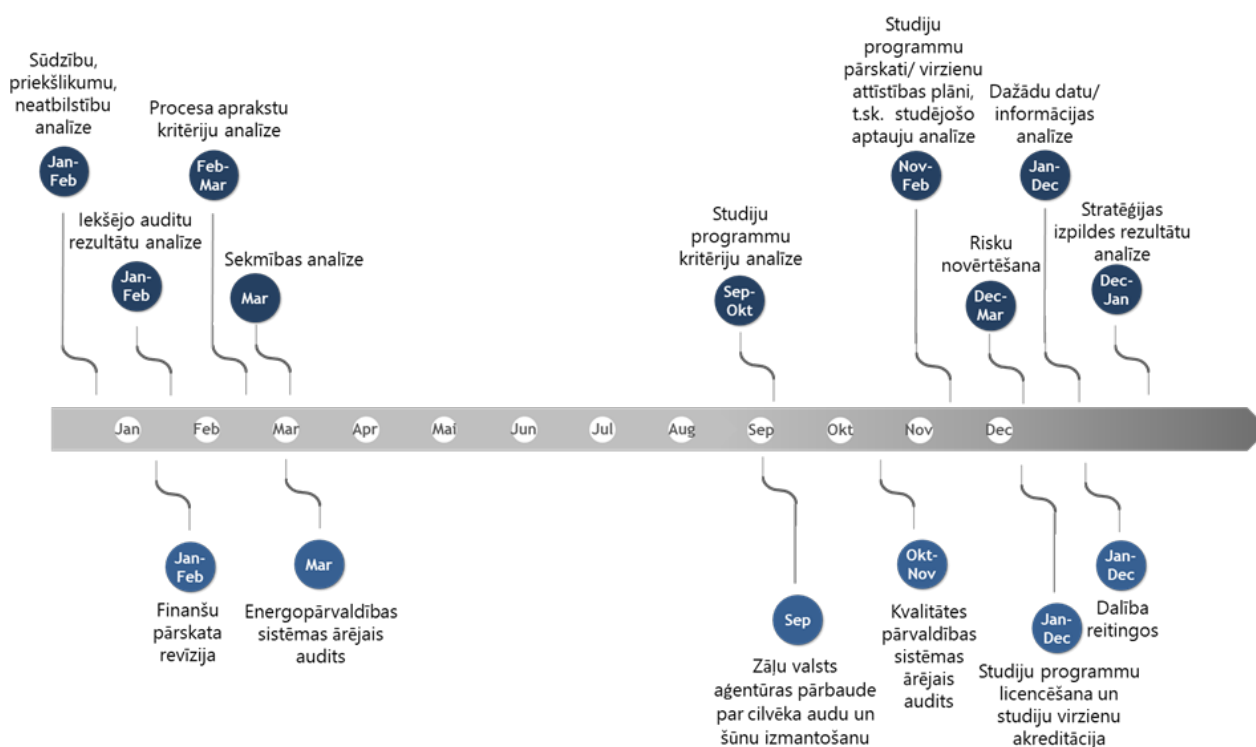 Sūdzību,
priekšlikumu,
neatbilstību
analīze
Jan-
Feb
Iekšējo auditu
rezultātu analīze
Jan-
Feb
Procesa aprakstu
kritēriju analīze
Feb-
Mar
Sekmības analīze
Mar
Studiju
programmu
kritēriju analīze
Sep-
Okt
Studiju
programmu
pārskati/ virzienu
attīstības plāni,
t.sk. studējošo
aptauju analīze
Nov-
Feb
Risku
novērtēšana
Dec-
Mar
Dažādu datu/
informācijas
analīze
Jan-
Dec
Stratēģijas
izpildes rezultātu
analīze
Dec-
Jan
Jan Feb Mar Apr Mai Jun Jul Aug Sep Okt Nov Dec
Jan-
Feb
Finanšu
pārskata
revīzija
Mar
Energopārvaldības
sistēmas ārējais
audits
Sep
Zāļu valsts
aģentūras pārbaude
par cilvēka audu un
šūnu izmantošanu
Okt-
Nov
Kvalitātes
pārvaldības
sistēmas
ārējais
audits
Jan-
Dec
Studiju programmu
licencēšana un
studiju virzienu
akreditācija
Jan-
Dec
Dalība
reitingos